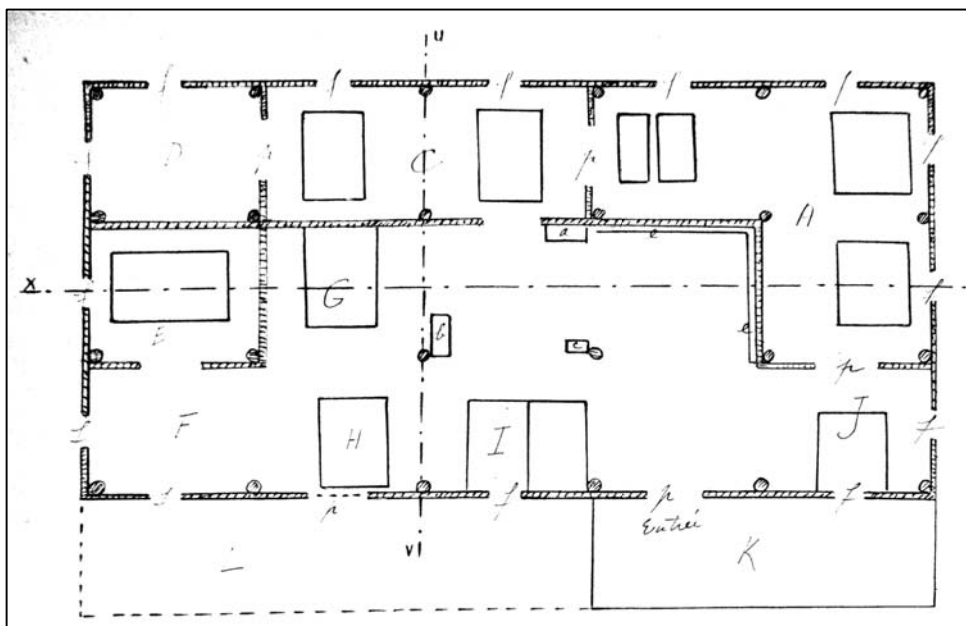 u
f f f f f
D p C p f
A
a e
X G f
E b e
c
p
F H I J f
f p f p f
Entrée
L v K